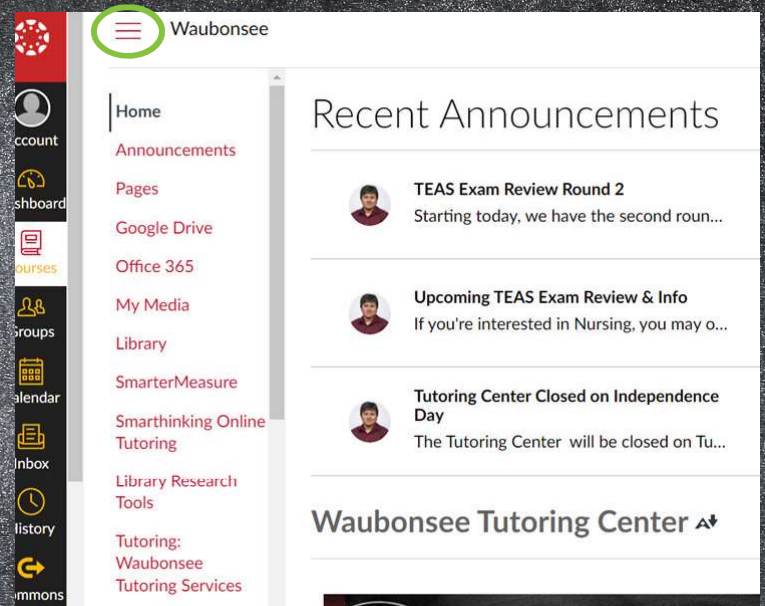 Waubonsee
ccount
shboard
ourses
Groups
alendar
Inbox
History
mmons
Home
Announcements
Pages
Google Drive
Office 365
My Media
Library
SmarterMeasure
Smarthinking Online
Tutoring
Library Research
Tools
Tutoring:
Waubonsee
Tutoring Services
Recent Announcements
TEAS Exam Review Round 2
Starting today, we have the second roun...
Upcoming TEAS Exam Review & Info
If you're interested in Nursing, you may o...
Tutoring Center Closed on Independence
Day
The Tutoring Center will be closed on Tu...
Waubonsee Tutoring Center